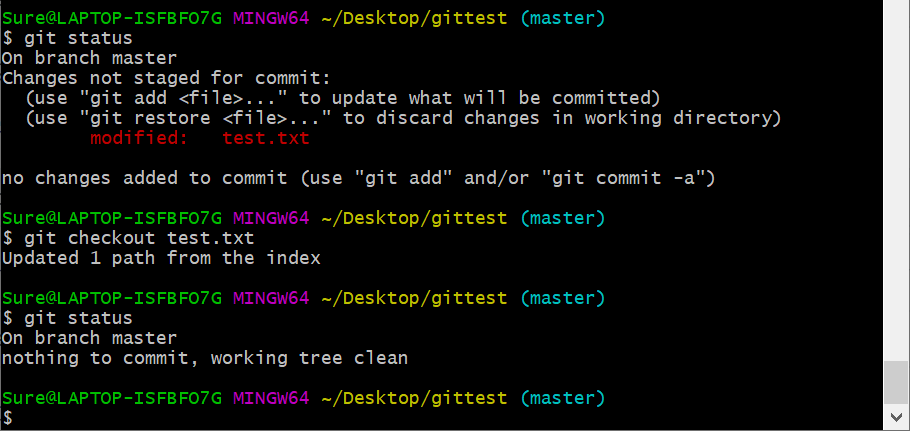 Sure@LAPTOP-ISFBFO7G MINGW64 ~/Desktop/gittest (master)
$ git status
On branch master
Changes not staged for commit:
  (use "git add <file>..." to update what will be committed)
  (use "git restore <file>..." to discard changes in working directory)
        modified:   test.txt

no changes added to commit (use "git add" and/or "git commit -a")

Sure@LAPTOP-ISFBFO7G MINGW64 ~/Desktop/gittest (master)
$ git checkout test.txt
Updated 1 path from the index

Sure@LAPTOP-ISFBFO7G MINGW64 ~/Desktop/gittest (master)
$ git status
On branch master
nothing to commit, working tree clean

Sure@LAPTOP-ISFBFO7G MINGW64 ~/Desktop/gittest (master)
$